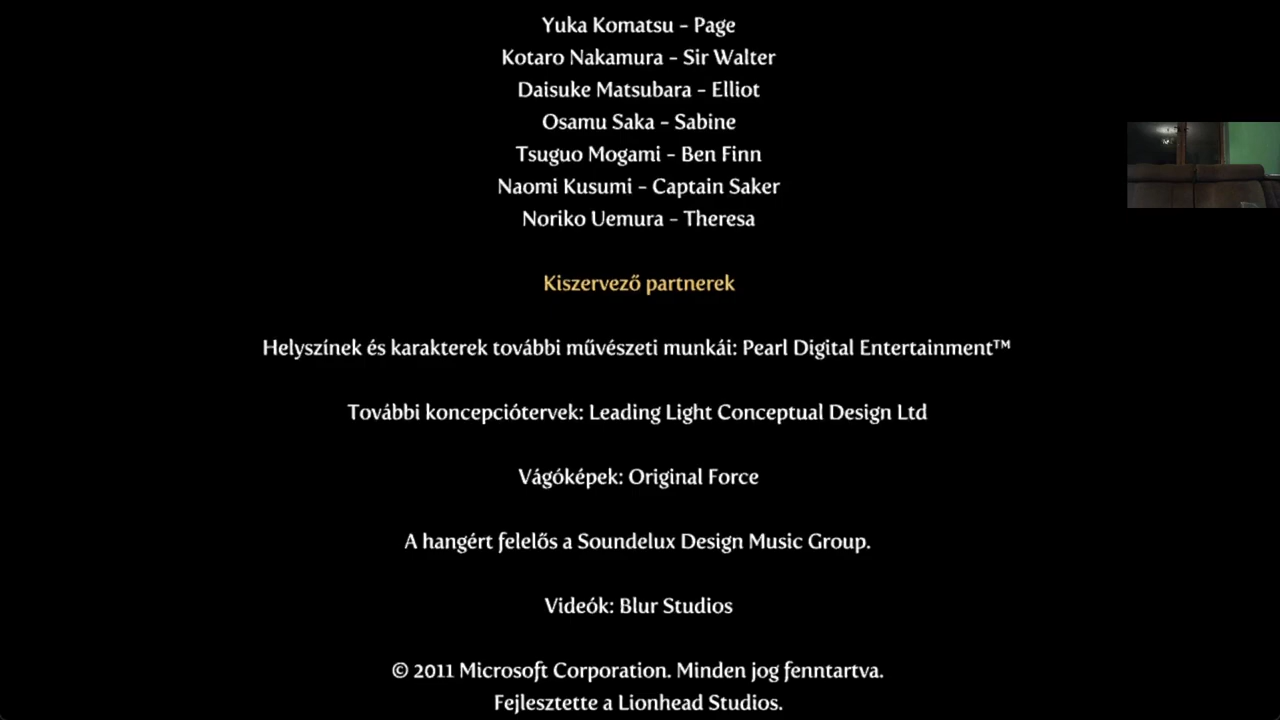 Yuka Komatsu - Page
Kotaro Nakamura - Sir Walter
Daisuke Matsubara - Elliot
Osamu Saka - Sabine
Tsuguo Mogami - Ben Finn
Naomi Kusumi - Captain Saker
Noriko Uemura - Theresa
Kiszervező partnerek
Helyszínek és karakterek további művészeti munkái: Pearl Digital Entertainment™
További koncepciótervek: Leading Light Conceptual Design Ltd
Vágóképek: Original Force
A hangért felelős a Soundelux Design Music Group.
Videók: Blur Studios
© 2011 Microsoft Corporation. Minden jog fenntartva.
Fejlesztette a Lionhead Studios.